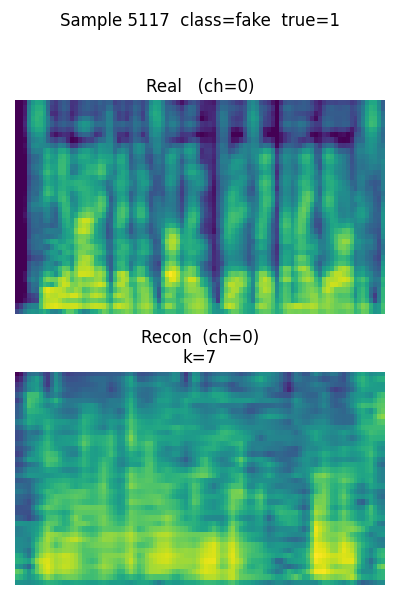 Sample 5117  class=fake  true=1
Real   (ch=0)
Recon  (ch=0)
k=7